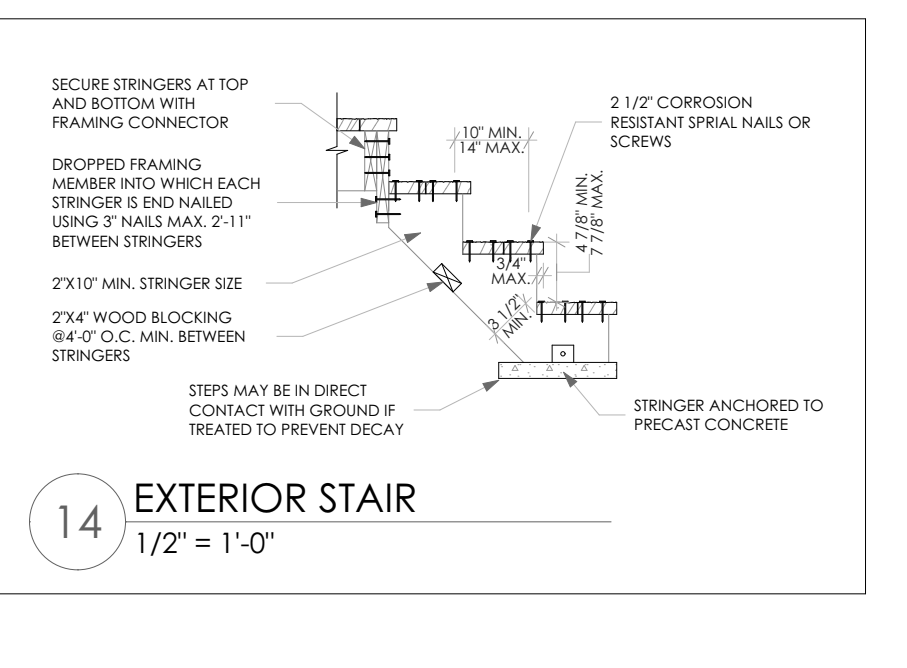 SECURE STRINGERS AT TOP
AND BOTTOM WITH
FRAMING CONNECTOR
DROPPED FRAMING
MEMBER INTO WHICH EACH
STRINGER IS END NAILED
USING 3" NAILS MAX. 2'-11"
BETWEEN STRINGERS
2"X10" MIN. STRINGER SIZE
2"X4" WOOD BLOCKING
@4'-0" O.C. MIN. BETWEEN
STRINGERS
STEPS MAY BE IN DIRECT
CONTACT WITH GROUND IF
TREATED TO PREVENT DECAY
10" MIN.
14" MAX.
2 1/2" CORROSION
RESISTANT SPRIAL NAILS OR
SCREWS
4 7/8" MIN.
7 7/8" MAX.
3/4"
MAX.
3 1/2"
MIN.
STRINGER ANCHORED TO
PRECAST CONCRETE
14
EXTERIOR STAIR
1/2" = 1'-0"